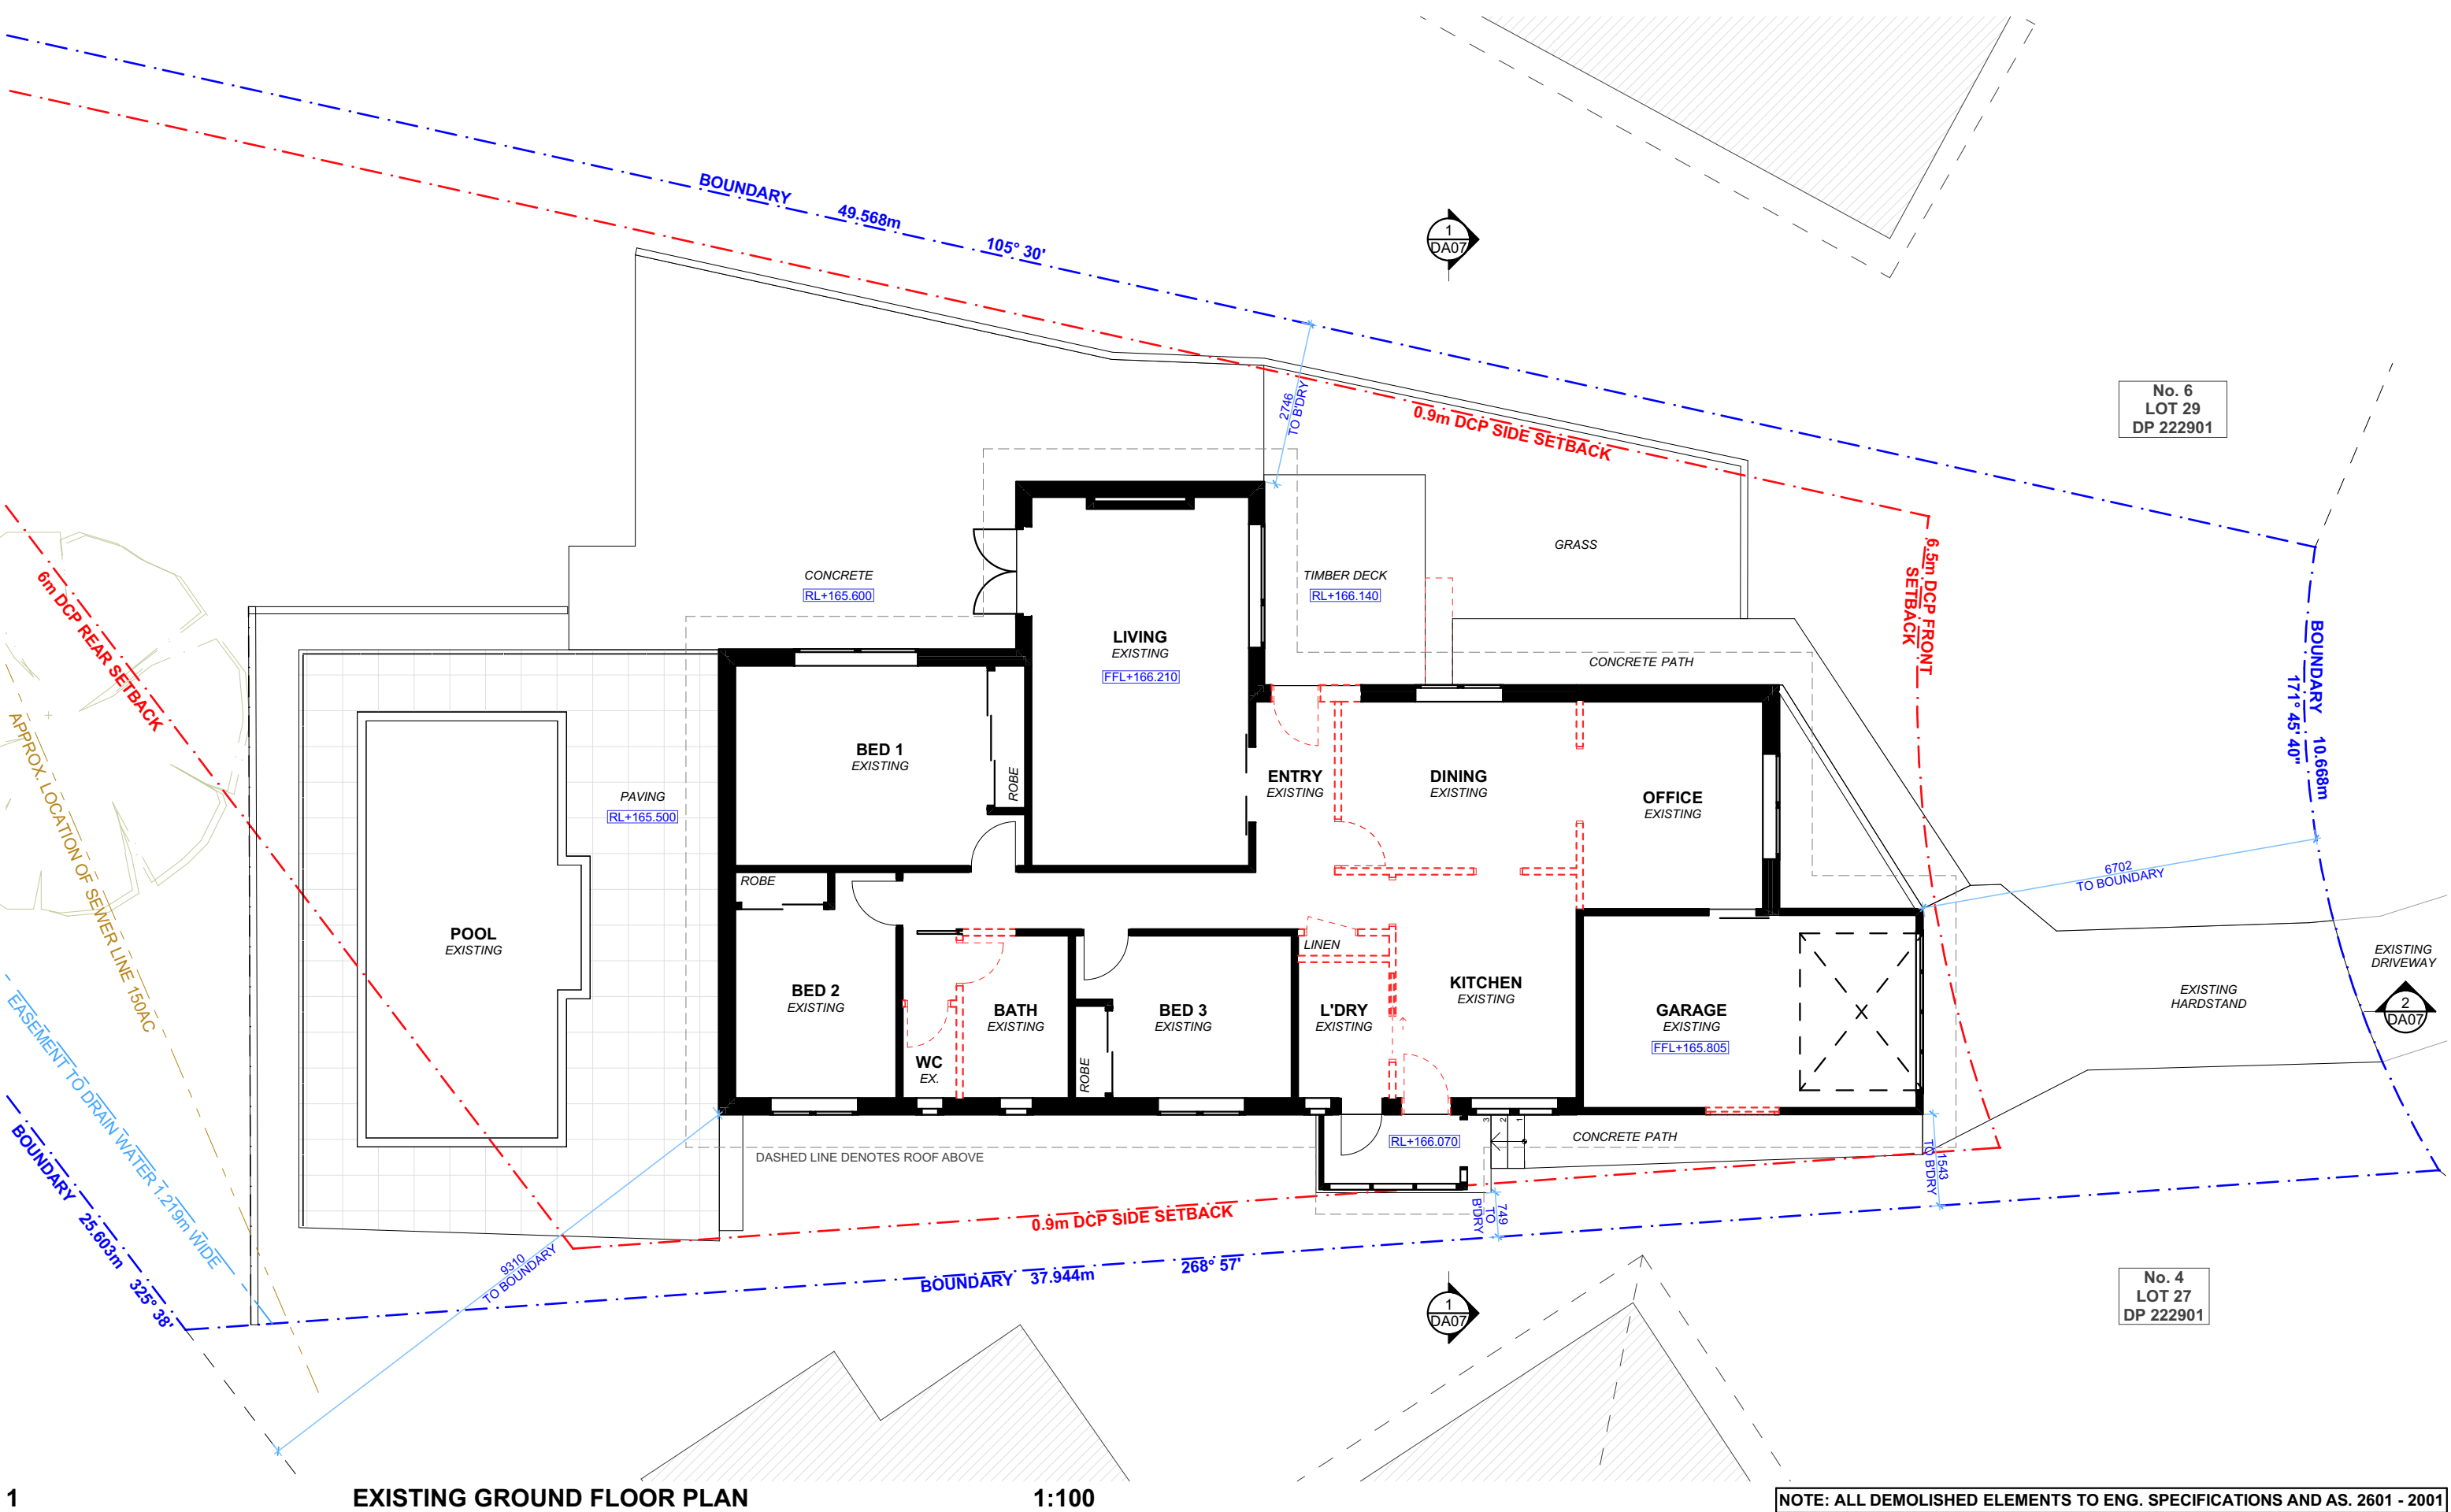 BOUNDARY 49.568m 105° 30'
1
DA07
No. 6
LOT 29
DP 222901
2746
TO B'DRY
0.9m DCP SIDE SETBACK
6.5m DCP FRONT
SETBACK
GRASS
CONCRETE
RL+165.600
TIMBER DECK
RL+166.140
6m DCP REAR SETBACK
LIVING
EXISTING
FFL+166.210
CONCRETE PATH
BOUNDARY 10.668m
171° 45' 40"
APPROX. LOCATION OF SEWER LINE 150AC
BED 1
EXISTING
ROBE
ENTRY
EXISTING
DINING
EXISTING
OFFICE
EXISTING
PAVING
RL+165.500
6702
TO BOUNDARY
ROBE
POOL
EXISTING
LINEN
EXISTING
DRIVEWAY
EXISTING
HARDSTAND
2
DA07
BED 2
EXISTING
BATH
EXISTING
BED 3
EXISTING
L'DRY
EXISTING
KITCHEN
EXISTING
GARAGE
EXISTING
FFL+165.805
WC
EX.
ROBE
EASEMENT TO DRAIN WATER 1.219m WIDE
3
2
1
RL+166.070
CONCRETE PATH
DASHED LINE DENOTES ROOF ABOVE
1543
TO B'DRY
749
TO
B'DRY
BOUNDARY 25.603m 325° 38'
0.9m DCP SIDE SETBACK
9310
TO BOUNDARY
BOUNDARY 37.944m 268° 57'
1
DA07
No. 4
LOT 27
DP 222901
1 EXISTING GROUND FLOOR PLAN 1:100
NOTE: ALL DEMOLISHED ELEMENTS TO ENG. SPECIFICATIONS AND AS. 2601 - 2001